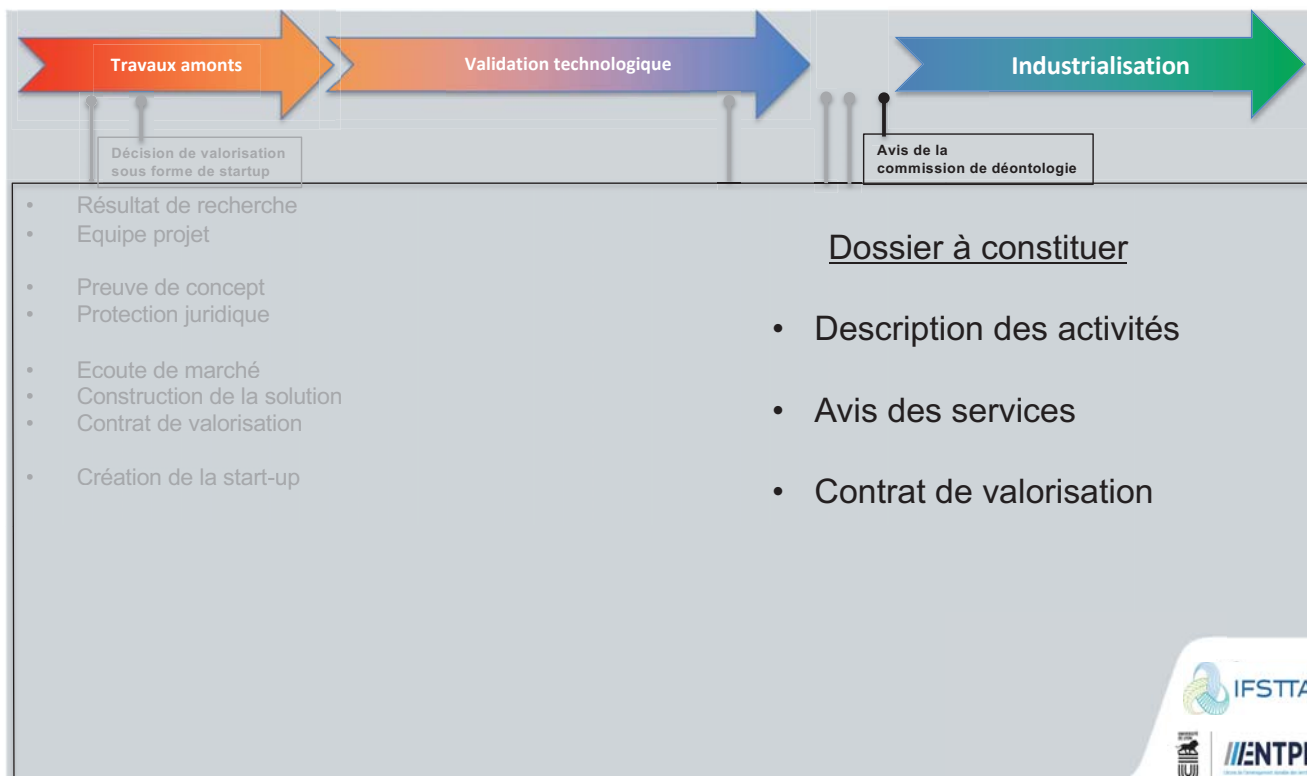 Travaux amonts
Validation technologique
Industrialisation
Décision de valorisation
sous forme de startup
Avis de la
commission de déontologie
• Résultat de recherche
• Equipe projet
• Preuve de concept
• Protection juridique
• Ecoute de marché
• Construction de la solution
• Contrat de valorisation
• Création de la start-up
Dossier à constituer
• Description des activités
• Avis des services
• Contrat de valorisation
IFSTTA
ENTP